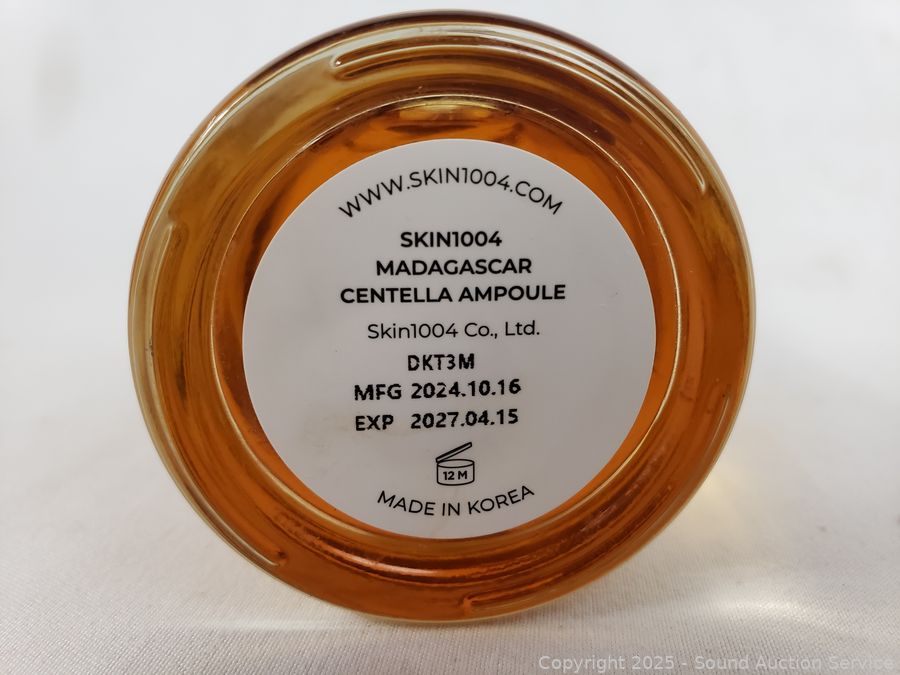 WWW.SKIN1004.COM
SKIN1004
MADAGASCAR
CENTELLA AMPOULE
Skin1004 Co., Ltd.
DKT3M
MFG 2024.10.16
EXP 2027.04.15
12 M
MADE IN KOREA
Copyright 2025 - Sound Auction Service